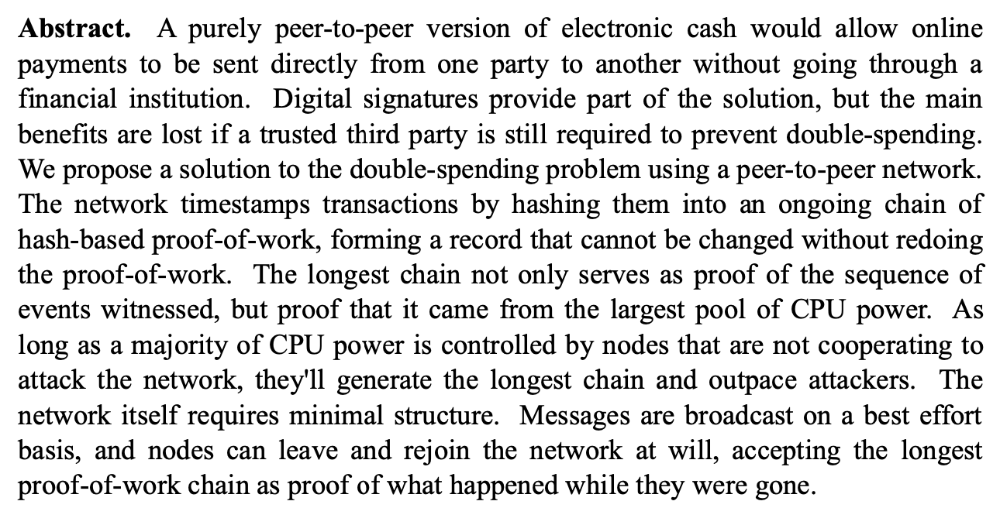 Abstract. A purely peer-to-peer version of electronic cash would allow online
payments to be sent directly from one party to another without going through a
financial institution. Digital signatures provide part of the solution, but the main
benefits are lost if a trusted third party is still required to prevent double-spending.
We propose a solution to the double-spending problem using a peer-to-peer network.
The network timestamps transactions by hashing them into an ongoing chain of
hash-based proof-of-work, forming a record that cannot be changed without redoing
the proof-of-work. The longest chain not only serves as proof of the sequence of
events witnessed, but proof that it came from the largest pool of CPU power. As
long as a majority of CPU power is controlled by nodes that are not cooperating to
attack the network, they'll generate the longest chain and outpace attackers. The
network itself requires minimal structure. Messages are broadcast on a best effort
basis, and nodes can leave and rejoin the network at will, accepting the longest
proof-of-work chain as proof of what happened while they were gone.